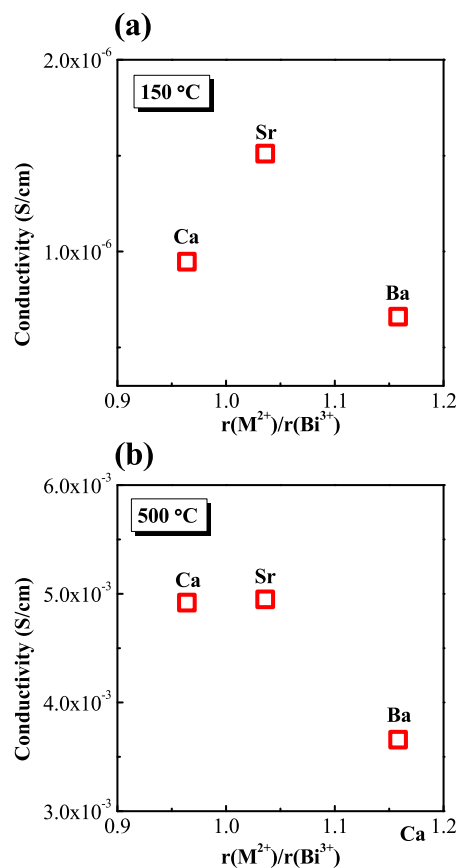 (a)
2.0x10⁻⁶
150 °C
Sr
Conductivity (S/cm)
Ca
1.0x10⁻⁶
Ba
0.9 1.0 1.1 1.2
r(M²⁺)/r(Bi³⁺)
(b)
6.0x10⁻³
500 °C
Ca Sr
5.0x10⁻³
Conductivity (S/cm)
4.0x10⁻³
Ba
3.0x10⁻³
0.9 1.0 1.1 1.2
Ca
r(M²⁺)/r(Bi³⁺)